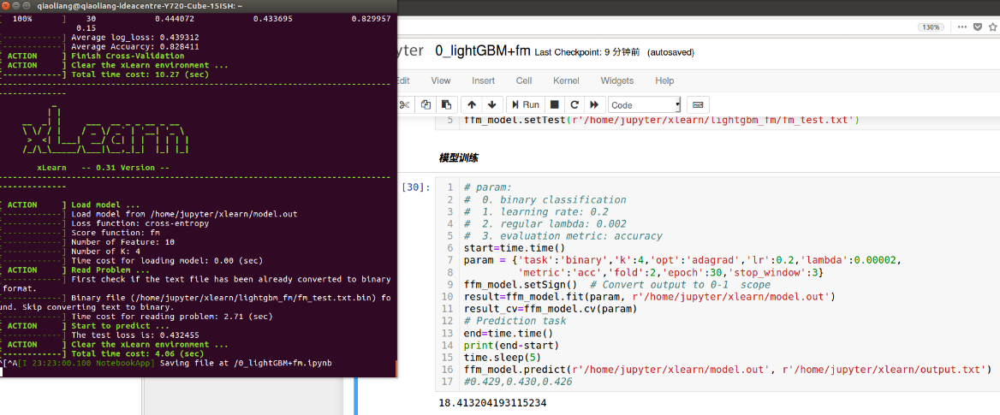 qiaoliang@qiaoliang-ideacentre-Y720-Cube-15ISH: ~
[ 100% ] 30 0.444072 0.433695 0.829957
0.15
[------------] Average log_loss: 0.439312
[------------] Average Accuarcy: 0.828411
[ ACTION ] Finish Cross-Validation
[ ACTION ] Clear the xLearn environment ...
[------------] Total time cost: 10.27 (sec)
xLearn
xLearn -- 0.31 Version --
[ ACTION ] Load model ...
[------------] Load model from /home/jupyter/xlearn/model.out
[------------] Loss function: cross-entropy
[------------] Score function: fm
[------------] Number of Feature: 10
[------------] Number of K: 4
[------------] Time cost for loading model: 0.00 (sec)
[ ACTION ] Read Problem ...
[------------] First check if the text file has been already converted to binary
format.
[------------] Binary file (/home/jupyter/xlearn/lightgbm_fm/fm_test.txt.bin) fo
und. Skip converting text to binary.
[------------] Time cost for reading problem: 2.71 (sec)
[ ACTION ] Start to predict ...
[------------] The test loss is: 0.432455
[ ACTION ] Clear the xLearn environment ...
[------------] Total time cost: 4.06 (sec)
^[^A[I 23:23:00.100 NotebookApp] Saving file at /0_lightGBM+fm.ipynb
130%
yter 0_lightGBM+fm Last Checkpoint: 9 分钟前 (autosaved)
Edit View Insert Cell Kernel Widgets Help
Run Code
5 ffm_model.setTest(r'/home/jupyter/xlearn/lightgbm_fm/fm_test.txt')
模型训练
[30]:
1 # param:
2 # 0. binary classification
3 # 1. learning rate: 0.2
4 # 2. regular lambda: 0.002
5 # 3. evaluation metric: accuracy
6 start=time.time()
7 param = {'task':'binary','k':4,'opt':'adagrad','lr':0.2,'lambda':0.00002,
8 'metric':'acc','fold':2,'epoch':30,'stop_window':3}
9 ffm_model.setSign() # Convert output to 0-1 scope
10 result=ffm_model.fit(param, r'/home/jupyter/xlearn/model.out')
11 result_cv=ffm_model.cv(param)
12 # Prediction task
13 end=time.time()
14 print(end-start)
15 time.sleep(5)
16 ffm_model.predict(r'/home/jupyter/xlearn/model.out', r'/home/jupyter/xlearn/output.txt')
17 #0.429,0.430,0.426
18.413204193115234